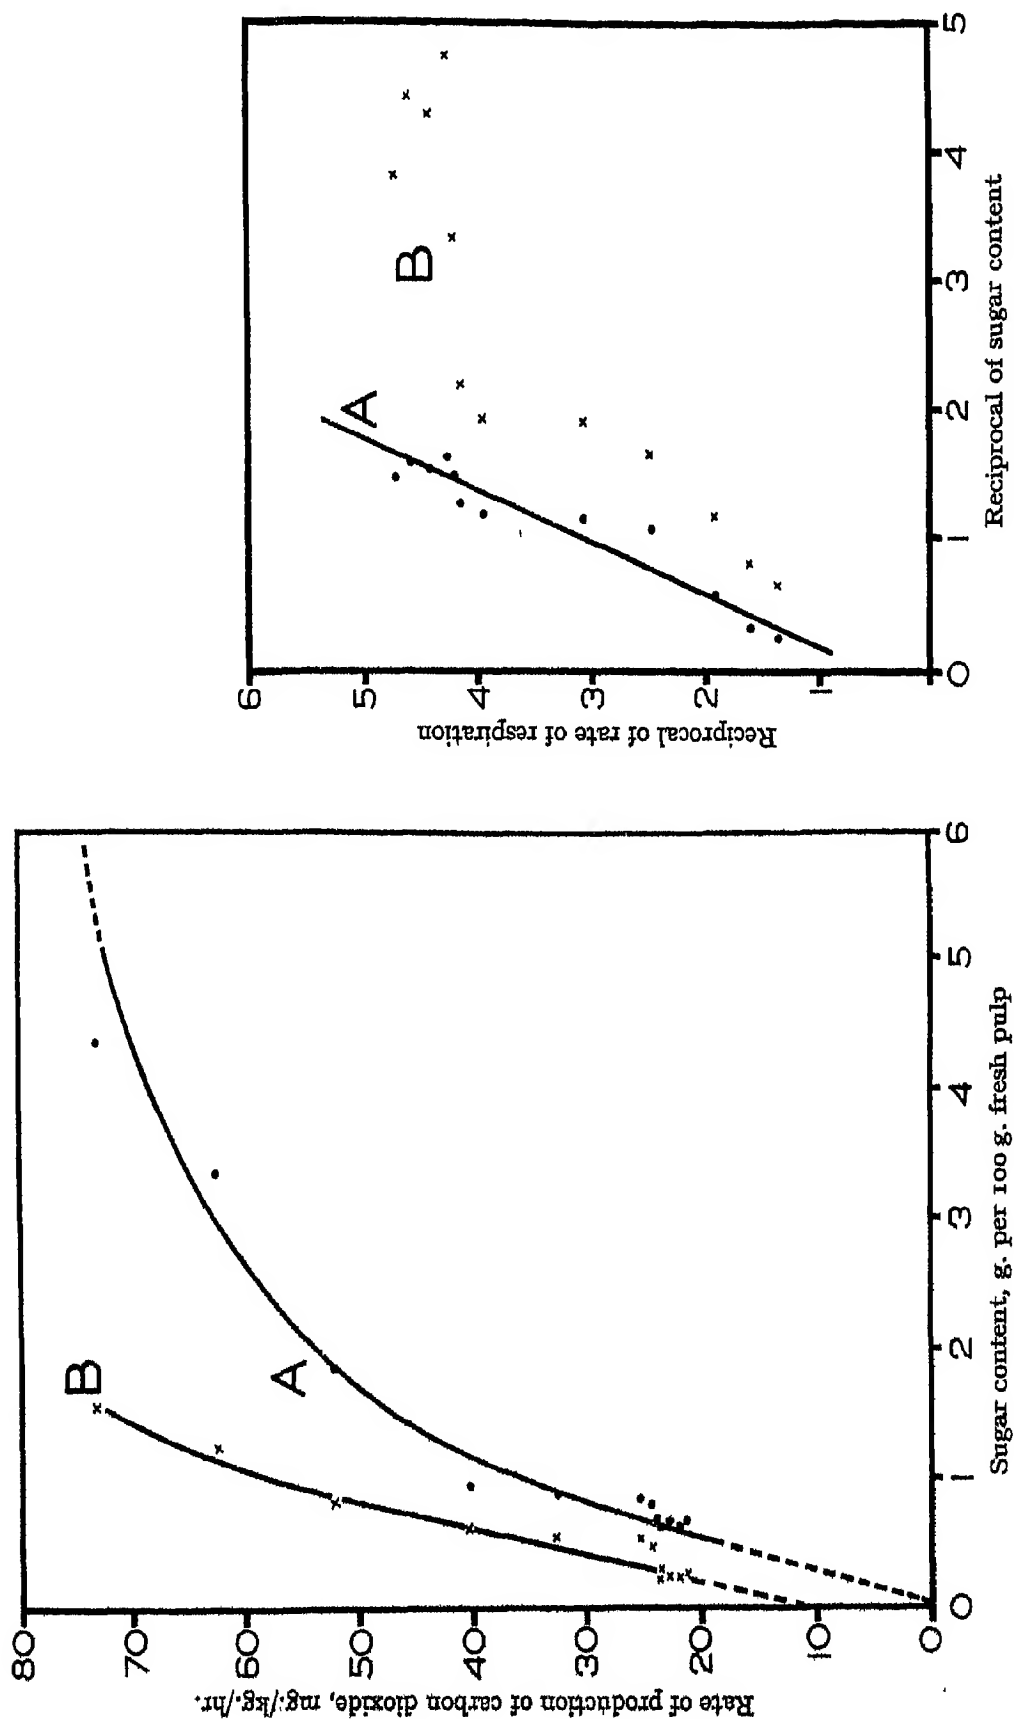 80
70
60
50
40
30
20
10
0
Rate of production of carbon dioxide, mg./kg./hr.
B
A
0 1 2 3 4 5 6
Sugar content, g. per 100 g. fresh pulp
6
5
4
3
2
1
Reciprocal of rate of respiration
A
B
0 1 2 3 4 5
Reciprocal of sugar content